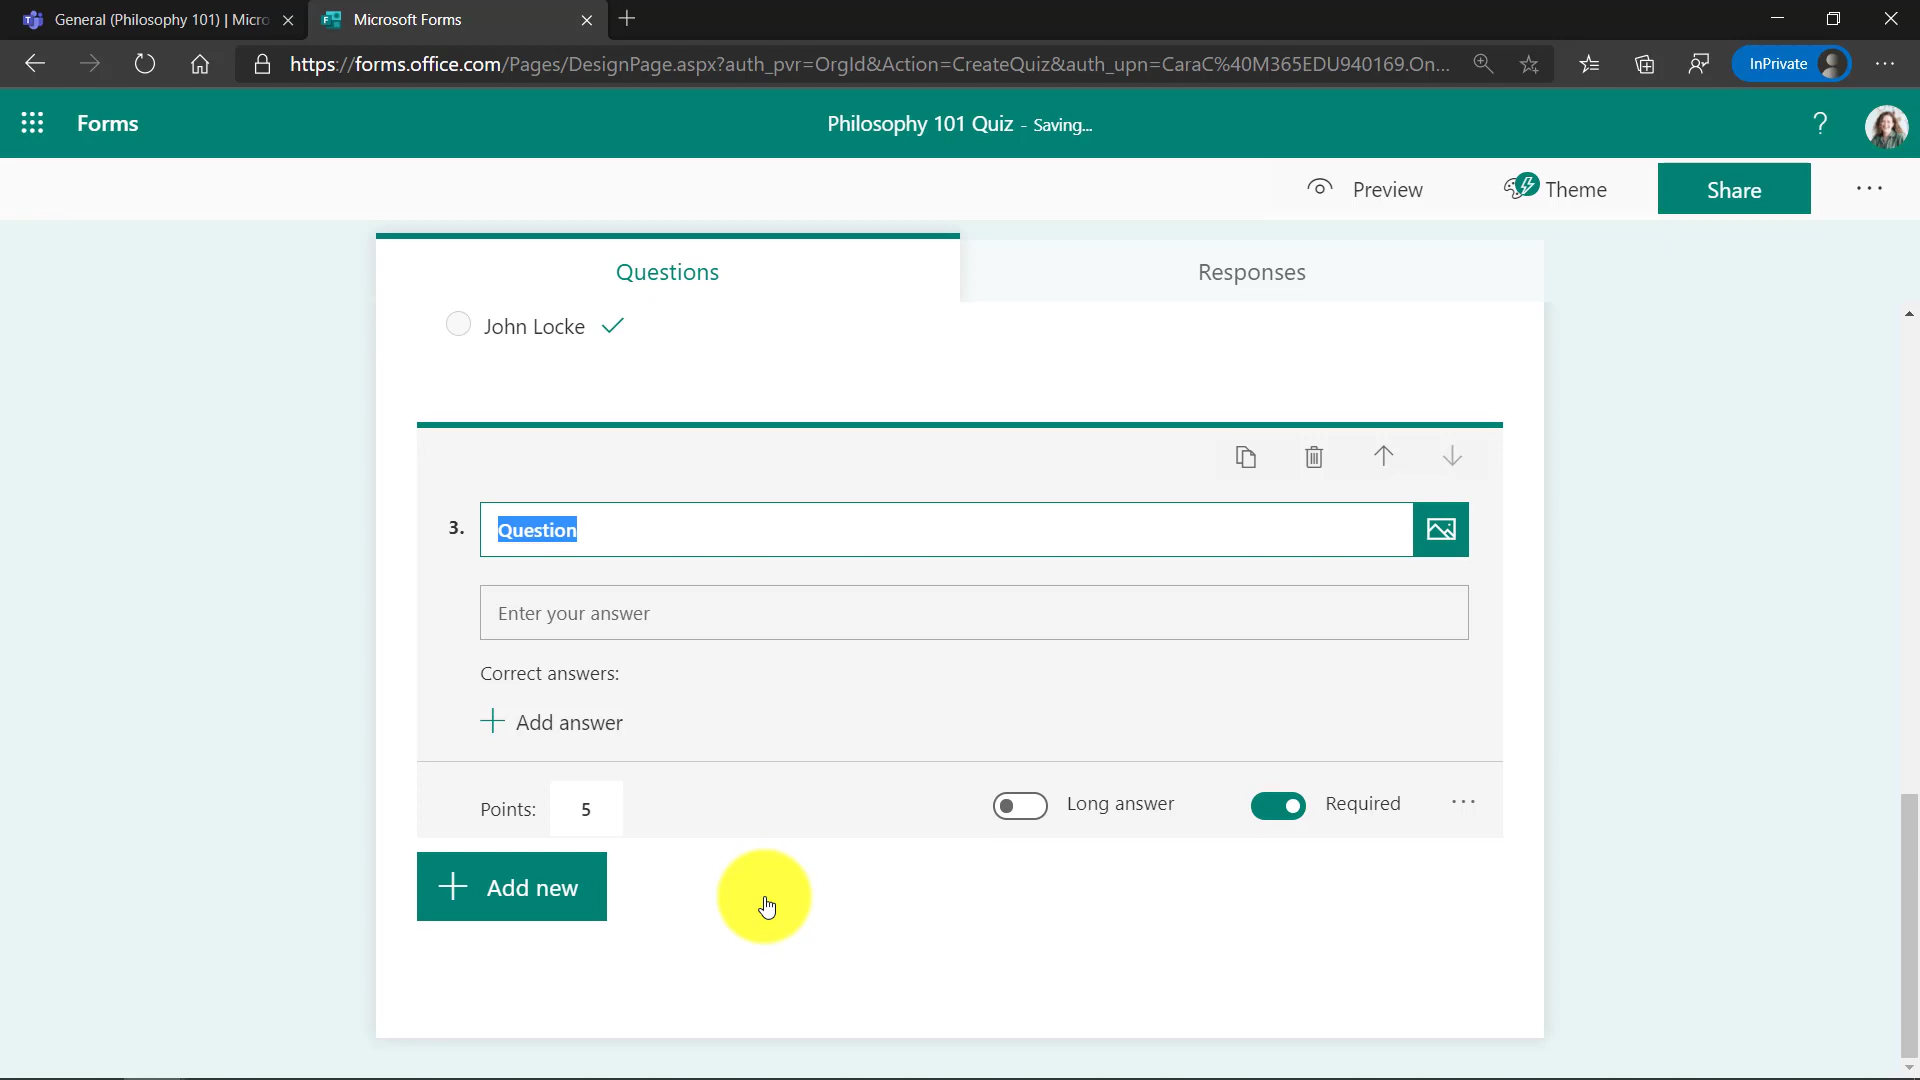 General (Philosophy 101) | Micro
Microsoft Forms
https://forms.office.com/Pages/DesignPage.aspx?auth_pvr=OrgId&Action=CreateQuiz&auth_upn=CaraC%40M365EDU940169.On...
InPrivate
Forms
Philosophy 101 Quiz - Saving...
?
Preview
Theme
Share
Questions
Responses
John Locke
3.
Question
Enter your answer
Correct answers:
Add answer
Points:
5
Long answer
Required
Add new